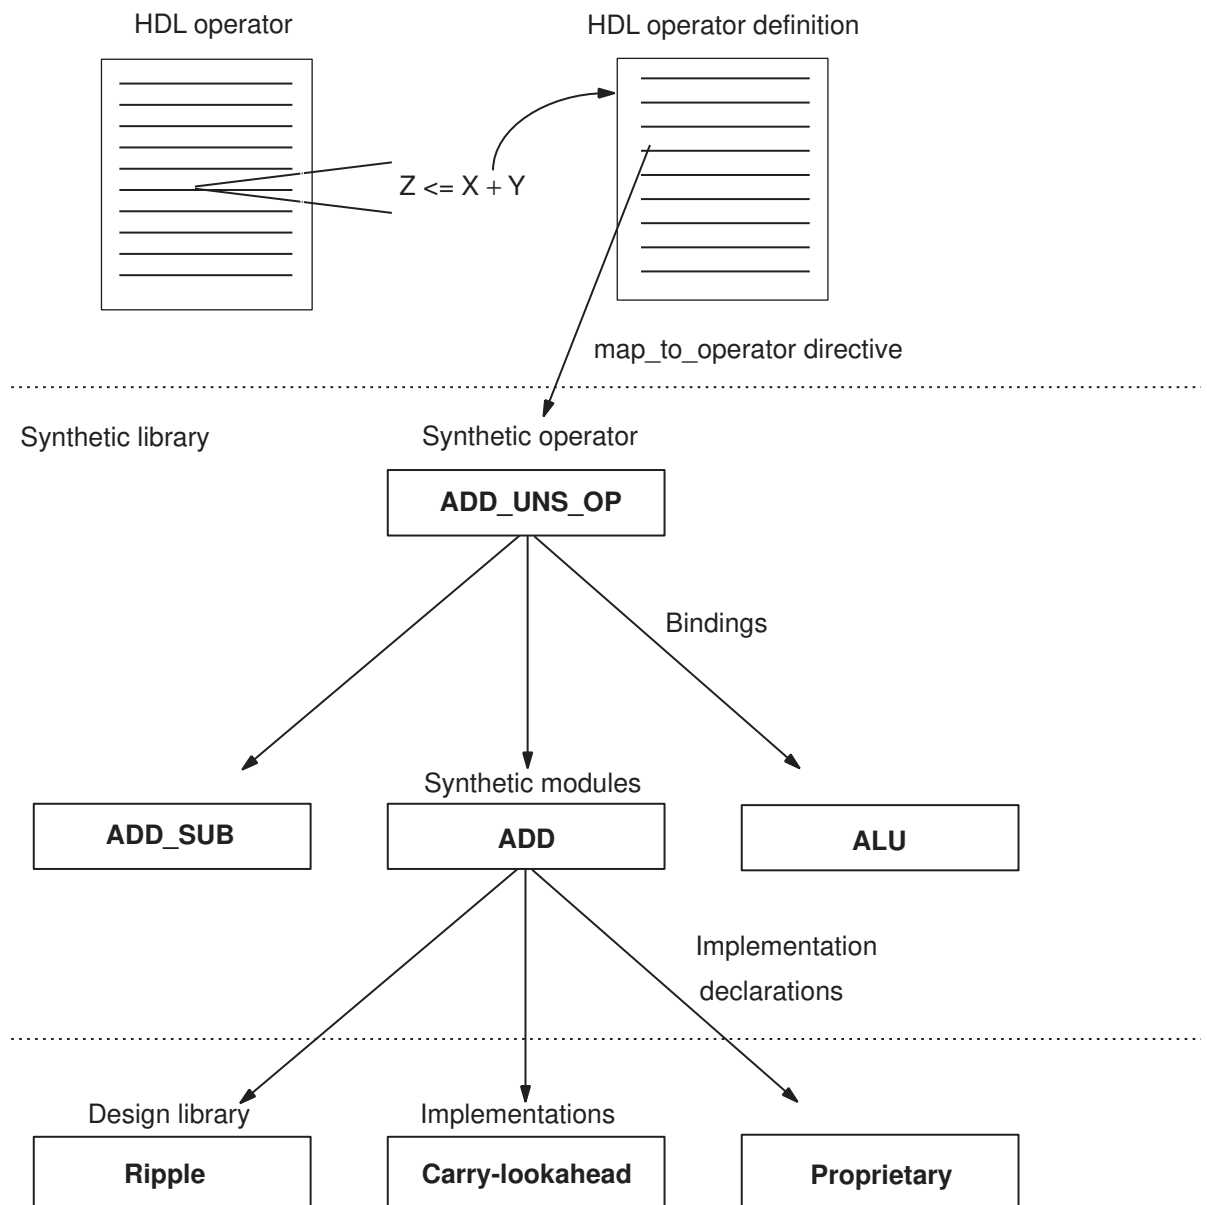 HDL operator
HDL operator definition
Z <= X + Y
map_to_operator directive
Synthetic library
Synthetic operator
ADD_UNS_OP
Bindings
Synthetic modules
ADD_SUB
ADD
ALU
Implementation
declarations
Design library
Implementations
Ripple
Carry-lookahead
Proprietary